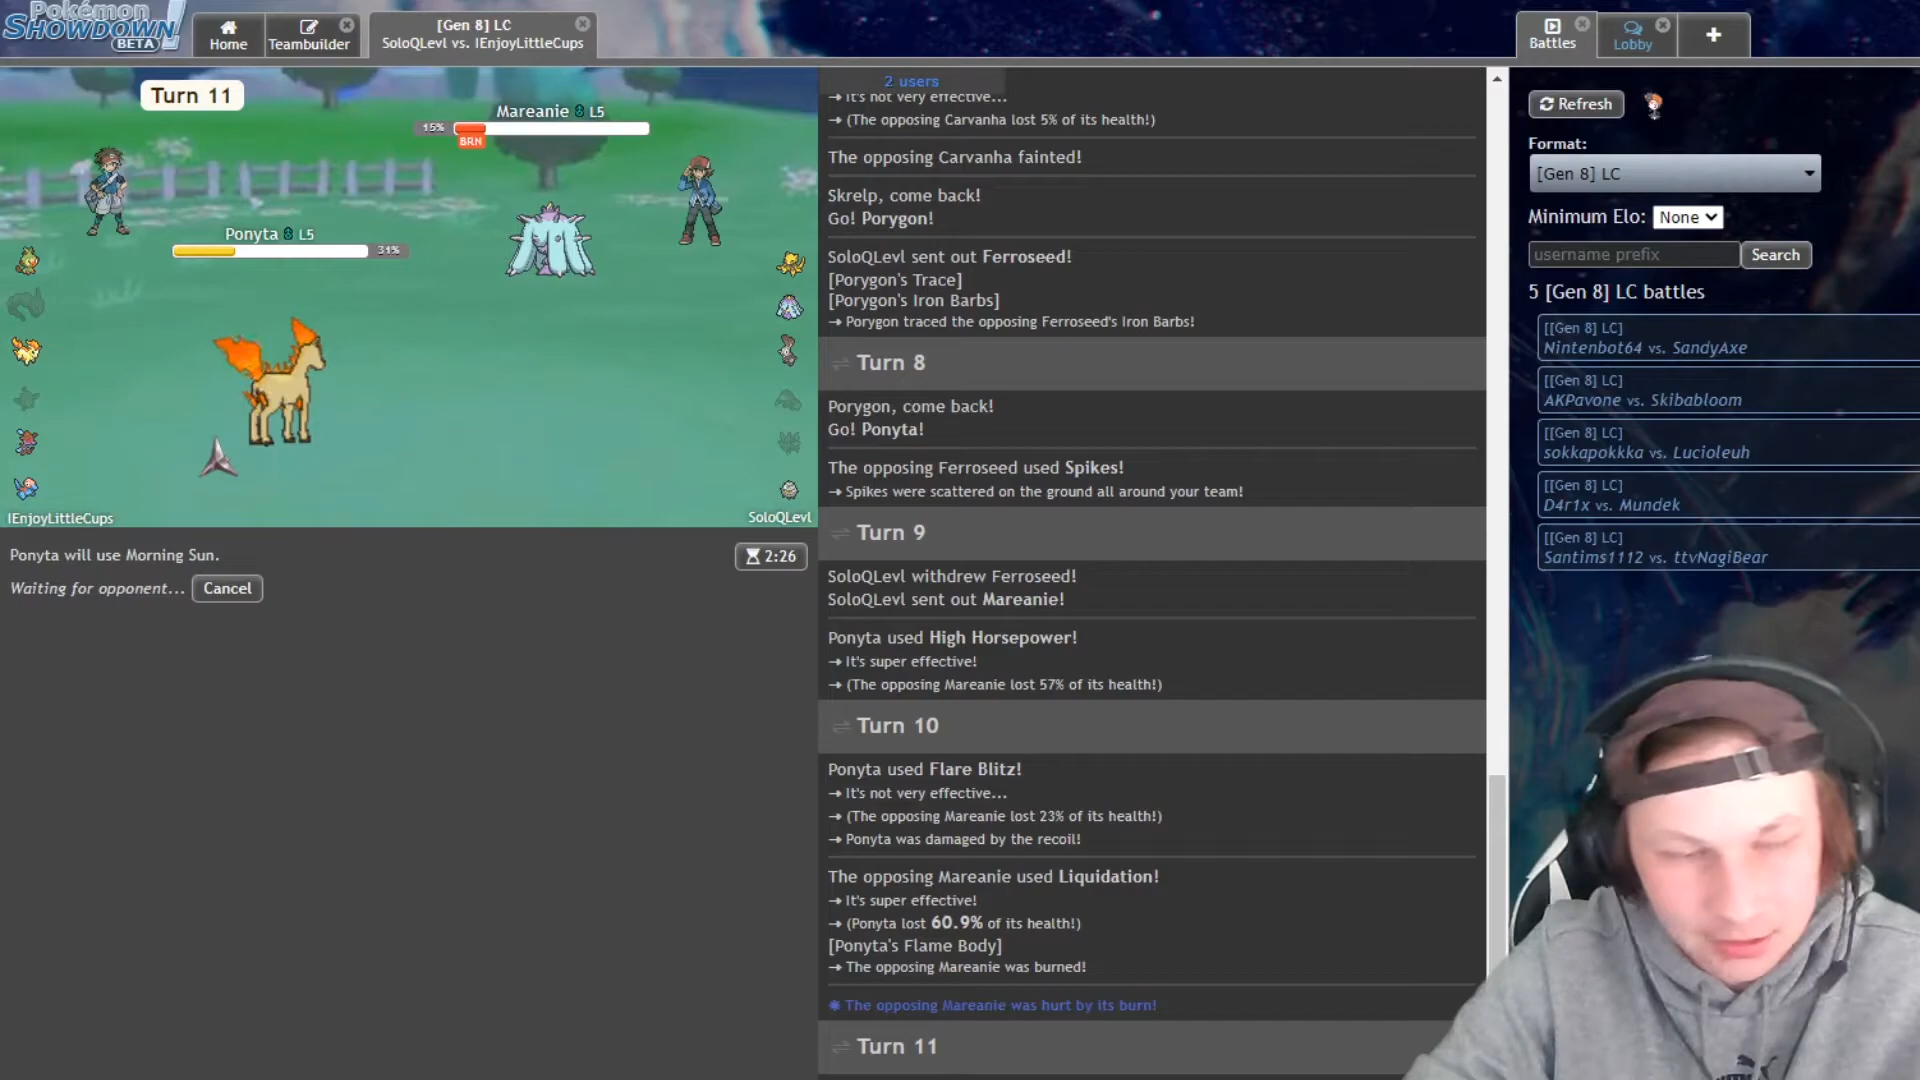 Pokémon
SHOWDOWN
BETA
Home
Teambuilder
[Gen 8] LC
SoloQLevl vs. IEnjoyLittleCups
Battles
Lobby
+
Turn 11
Mareanie L5
15%
BRN
Ponyta L5
31%
IEnjoyLittleCups
SoloQLevl
Ponyta will use Morning Sun.
2:26
Waiting for opponent...
Cancel
2 users
→ It's not very effective...
→ (The opposing Carvanha lost 5% of its health!)
The opposing Carvanha fainted!
Skrelp, come back!
Go! Porygon!
SoloQLevl sent out Ferroseed!
[Porygon's Trace]
[Porygon's Iron Barbs]
→ Porygon traced the opposing Ferroseed's Iron Barbs!
Turn 8
Porygon, come back!
Go! Ponyta!
The opposing Ferroseed used Spikes!
→ Spikes were scattered on the ground all around your team!
Turn 9
SoloQLevl withdrew Ferroseed!
SoloQLevl sent out Mareanie!
Ponyta used High Horsepower!
→ It's super effective!
→ (The opposing Mareanie lost 57% of its health!)
Turn 10
Ponyta used Flare Blitz!
→ It's not very effective...
→ (The opposing Mareanie lost 23% of its health!)
→ Ponyta was damaged by the recoil!
The opposing Mareanie used Liquidation!
→ It's super effective!
→ (Ponyta lost 60.9% of its health!)
[Ponyta's Flame Body]
→ The opposing Mareanie was burned!
The opposing Mareanie was hurt by its burn!
Turn 11
Refresh
Format:
[Gen 8] LC
Minimum Elo: None
username prefix
Search
5 [Gen 8] LC battles
[[Gen 8] LC]
Nintenbot64 vs. SandyAxe
[[Gen 8] LC]
AKPavone vs. Skibabloom
[[Gen 8] LC]
sokkapokkka vs. Lucioleuh
[[Gen 8] LC]
D4r1x vs. Mundek
[[Gen 8] LC]
Santims1112 vs. ttvNagiBear